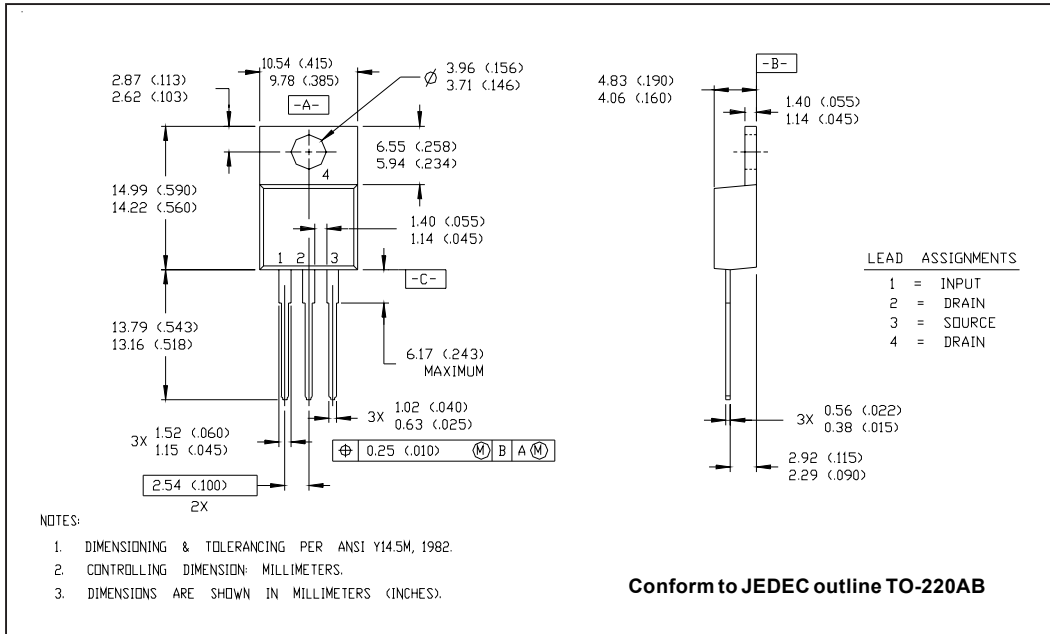 10.54 (.415)
9.78 (.385)
2.87 (.113)
2.62 (.103)
-A-
Ø 3.96 (.156)
3.71 (.146)
6.55 (.258)
5.94 (.234)
4
14.99 (.590)
14.22 (.560)
1.40 (.055)
1.14 (.045)
1 2 3
-C-
13.79 (.543)
13.16 (.518)
6.17 (.243)
MAXIMUM
3X 1.02 (.040)
0.63 (.025)
3X 1.52 (.060)
1.15 (.045)
⌖ 0.25 (.010) Ⓜ B A Ⓜ
2.54 (.100)
2X
-B-
4.83 (.190)
4.06 (.160)
1.40 (.055)
1.14 (.045)
LEAD ASSIGNMENTS
1 = INPUT
2 = DRAIN
3 = SOURCE
4 = DRAIN
3X 0.56 (.022)
0.38 (.015)
2.92 (.115)
2.29 (.090)
NOTES:
1. DIMENSIONING & TOLERANCING PER ANSI Y14.5M, 1982.
2. CONTROLLING DIMENSION: MILLIMETERS.
3. DIMENSIONS ARE SHOWN IN MILLIMETERS (INCHES).
Conform to JEDEC outline TO-220AB